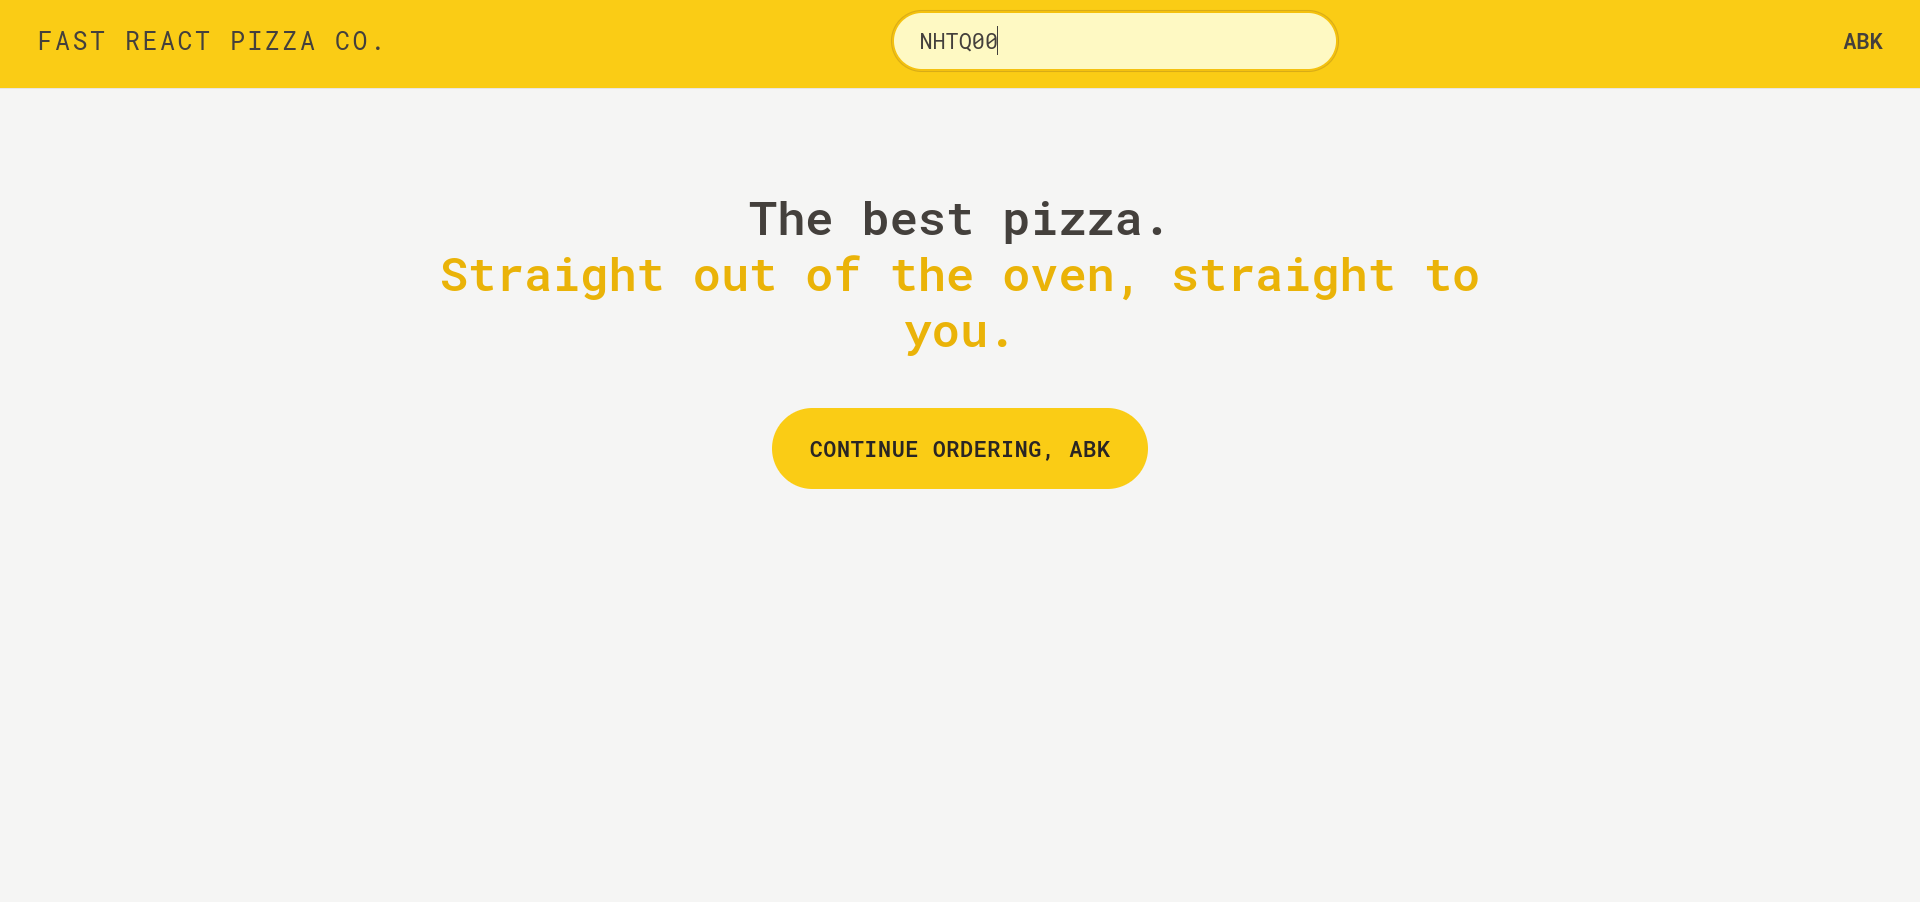 FAST REACT PIZZA CO.
NHTQ00
ABK
The best pizza.
Straight out of the oven, straight to
you.
CONTINUE ORDERING, ABK